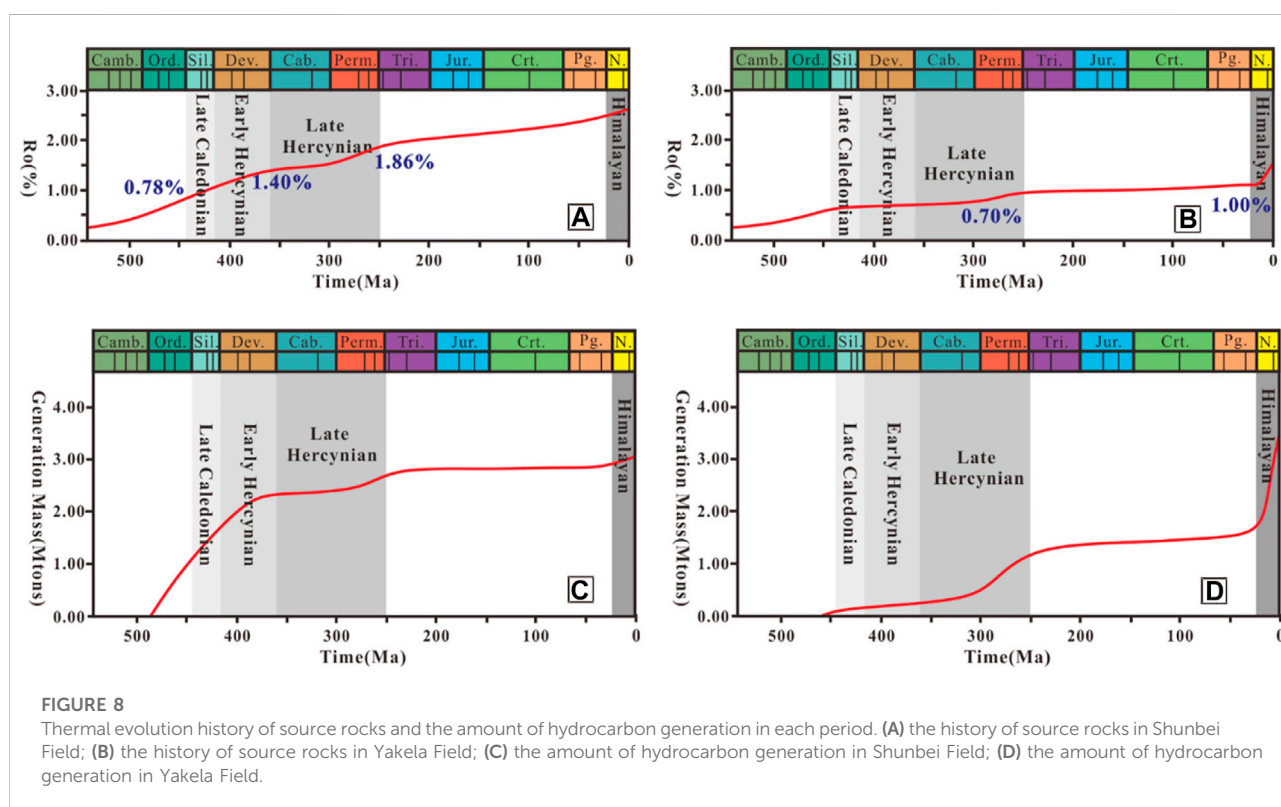 Camb. Ord. Sil. Dev. Cab. Perm. Tri. Jur. Crt. Pg. N.
3.00
2.00
1.00
0.00
Ro(%)
Late Caledonian
Early Hercynian
Late
Hercynian
Himalayan
0.78%
1.40%
1.86%
A
500 400 300 200 100 0
Time(Ma)
Camb. Ord. Sil. Dev. Cab. Perm. Tri. Jur. Crt. Pg. N.
3.00
2.00
1.00
0.00
Ro(%)
Late Caledonian
Early Hercynian
Late
Hercynian
Himalayan
0.70%
1.00%
B
500 400 300 200 100 0
Time(Ma)
Camb. Ord. Sil. Dev. Cab. Perm. Tri. Jur. Crt. Pg. N.
4.00
3.00
2.00
1.00
0.00
Generation Mass(Mtons)
Late Caledonian
Early Hercynian
Late
Hercynian
Himalayan
C
500 400 300 200 100 0
Time(Ma)
Camb. Ord. Sil. Dev. Cab. Perm. Tri. Jur. Crt. Pg. N.
4.00
3.00
2.00
1.00
0.00
Generation Mass(Mtons)
Late Caledonian
Early Hercynian
Late
Hercynian
Himalayan
D
500 400 300 200 100 0
Time(Ma)
FIGURE 8
Thermal evolution history of source rocks and the amount of hydrocarbon generation in each period. (A) the history of source rocks in Shunbei
Field; (B) the history of source rocks in Yakela Field; (C) the amount of hydrocarbon generation in Shunbei Field; (D) the amount of hydrocarbon
generation in Yakela Field.